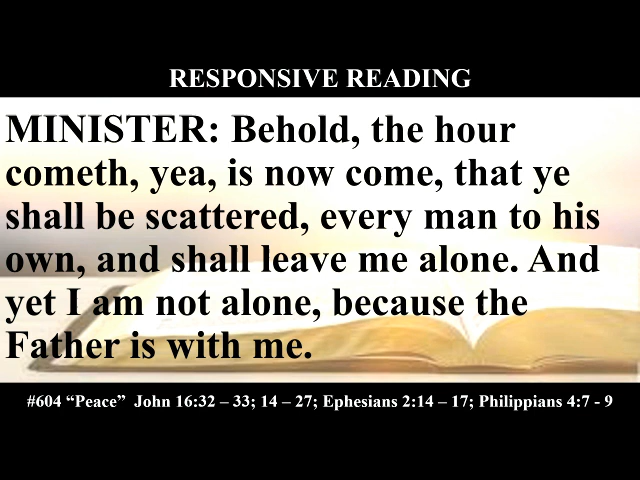 RESPONSIVE READING
MINISTER: Behold, the hour
cometh, yea, is now come, that ye
shall be scattered, every man to his
own, and shall leave me alone. And
yet I am not alone, because the
Father is with me.
#604 “Peace” John 16:32 – 33; 14 – 27; Ephesians 2:14 – 17; Philippians 4:7 - 9